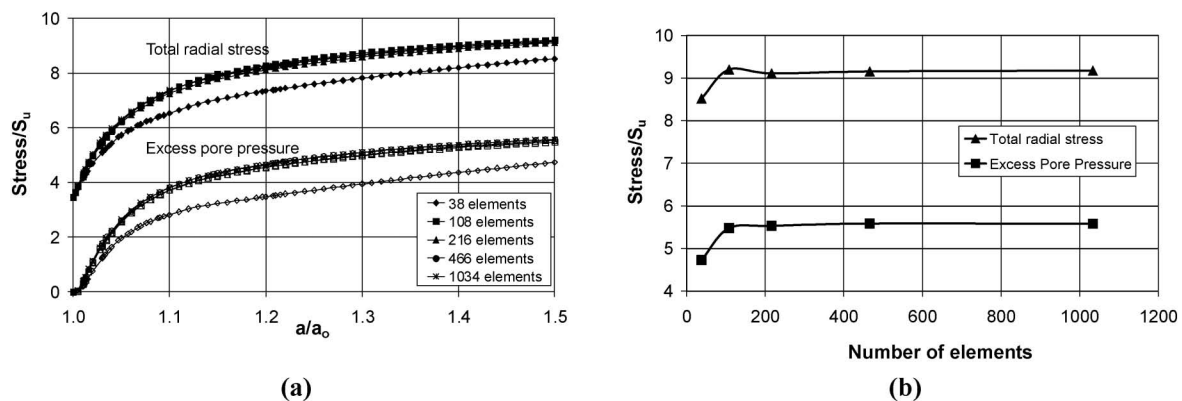 10
8
6
4
2
0
Stress/Su
Total radial stress
Excess pore pressure
38 elements
108 elements
216 elements
466 elements
1034 elements
1.0 1.1 1.2 1.3 1.4 1.5
a/ao
(a)
10
9
8
7
6
5
4
Stress/Su
Total radial stress
Excess Pore Pressure
0 200 400 600 800 1000 1200
Number of elements
(b)